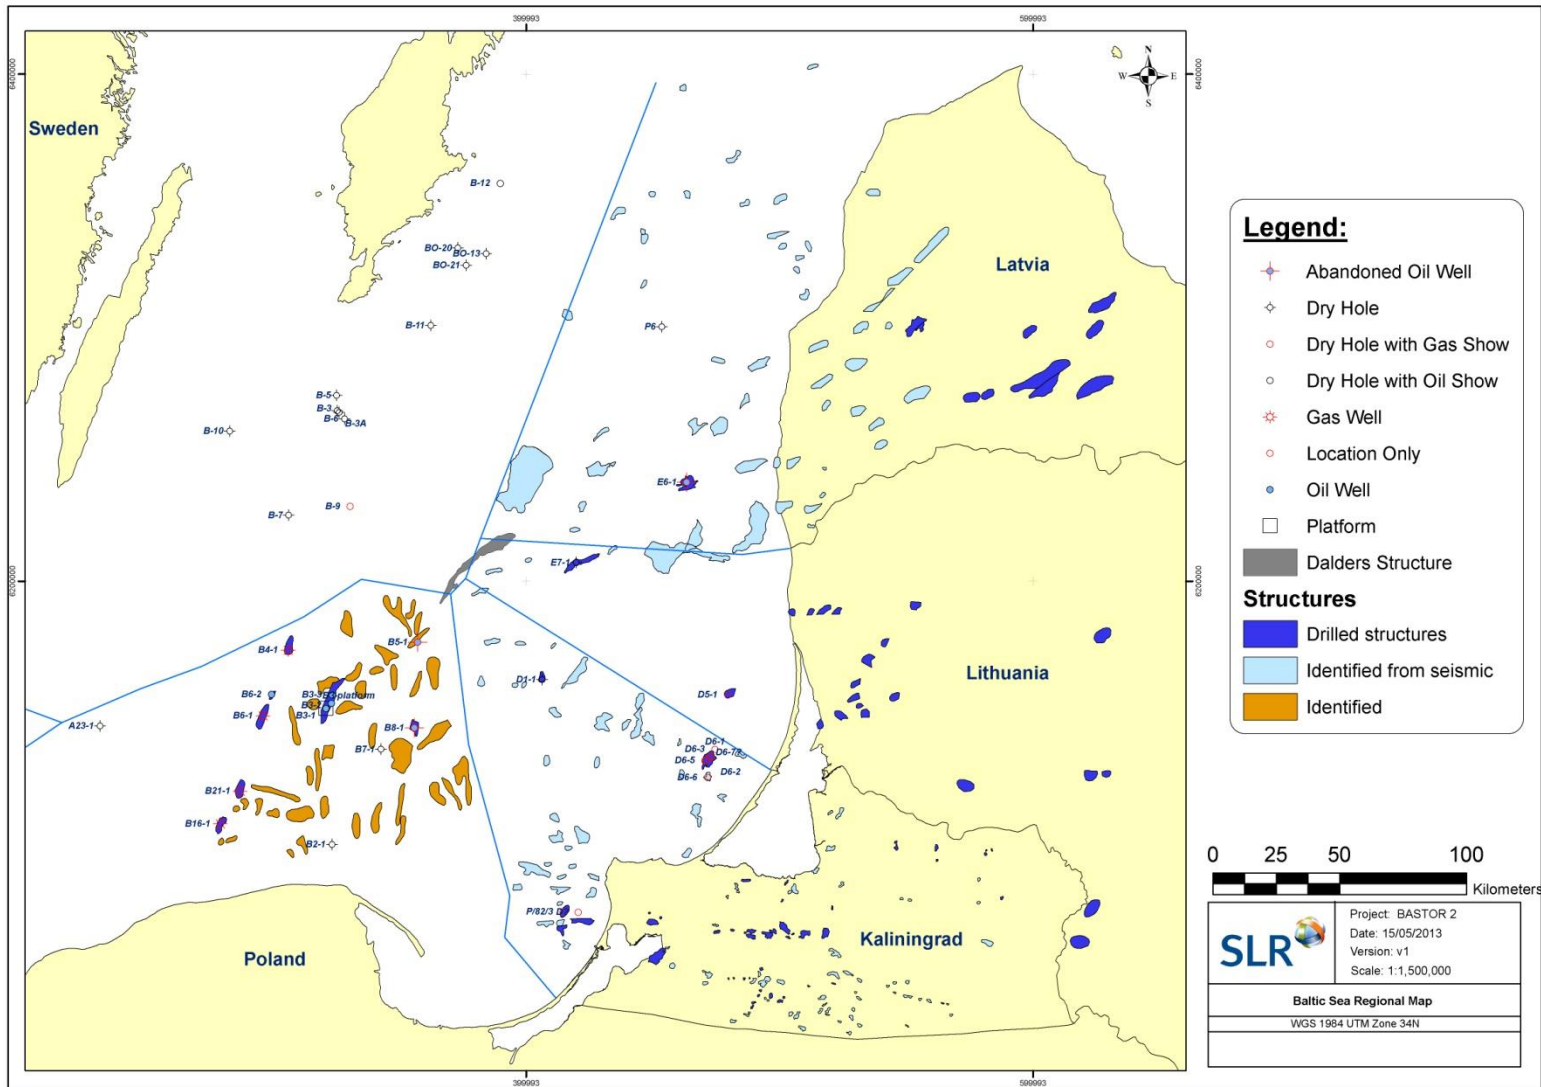 399993
599993
6400000
6400000
N
W
E
S
Sweden
B-12
BO-20
BO-13
BO-21
Latvia
B-11
P6
B-5
B-3
B-6
B-3A
B-10
E6-1
B-9
B-7
E7-1
6200000
6200000
B5-1
B4-1
Lithuania
D1-1
B6-2
B3-3
platform
D5-1
B3-1
B6-1
A23-1
B8-1
D6-1
B7-1
D6-3
D6-7?
D6-5
D6-2
D6-6
B21-1
B16-1
B2-1
P/82/3
Kaliningrad
Poland
399993
599993
Legend:
Abandoned Oil Well
Dry Hole
Dry Hole with Gas Show
Dry Hole with Oil Show
Gas Well
Location Only
Oil Well
Platform
Dalders Structure
Structures
Drilled structures
Identified from seismic
Identified
0 25 50 100
Kilometers
SLR
Project: BASTOR 2
Date: 15/05/2013
Version: v1
Scale: 1:1,500,000
Baltic Sea Regional Map
WGS 1984 UTM Zone 34N